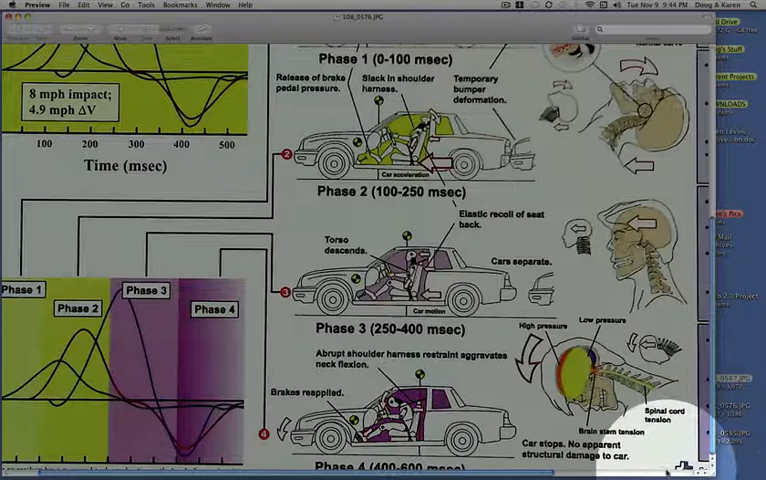 Preview File Edit View Go Tools Bookmarks Window Help
Tue Nov 9 9:44 PM Doug & Karen
108_0576.JPG
Phase 1 (0-100 msec)
Release of brake
pedal pressure.
Slack in shoulder
harness.
Temporary
bumper
deformation.
8 mph impact;
4.9 mph ΔV
100 200 300 400 500
Time (msec)
2
Car acceleration
Phase 2 (100-250 msec)
Elastic recoil of seat
back.
Torso
descends.
Cars separate.
3
Car motion
Phase 3 (250-400 msec)
Phase 1
Phase 2
Phase 3
Phase 4
High pressure
Low pressure
Abrupt shoulder harness restraint aggravates
neck flexion.
Brakes reapplied.
4
Spinal cord
tension
Brain stem tension
Car stops. No apparent
structural damage to car.
Phase 4 (400-600 msec)